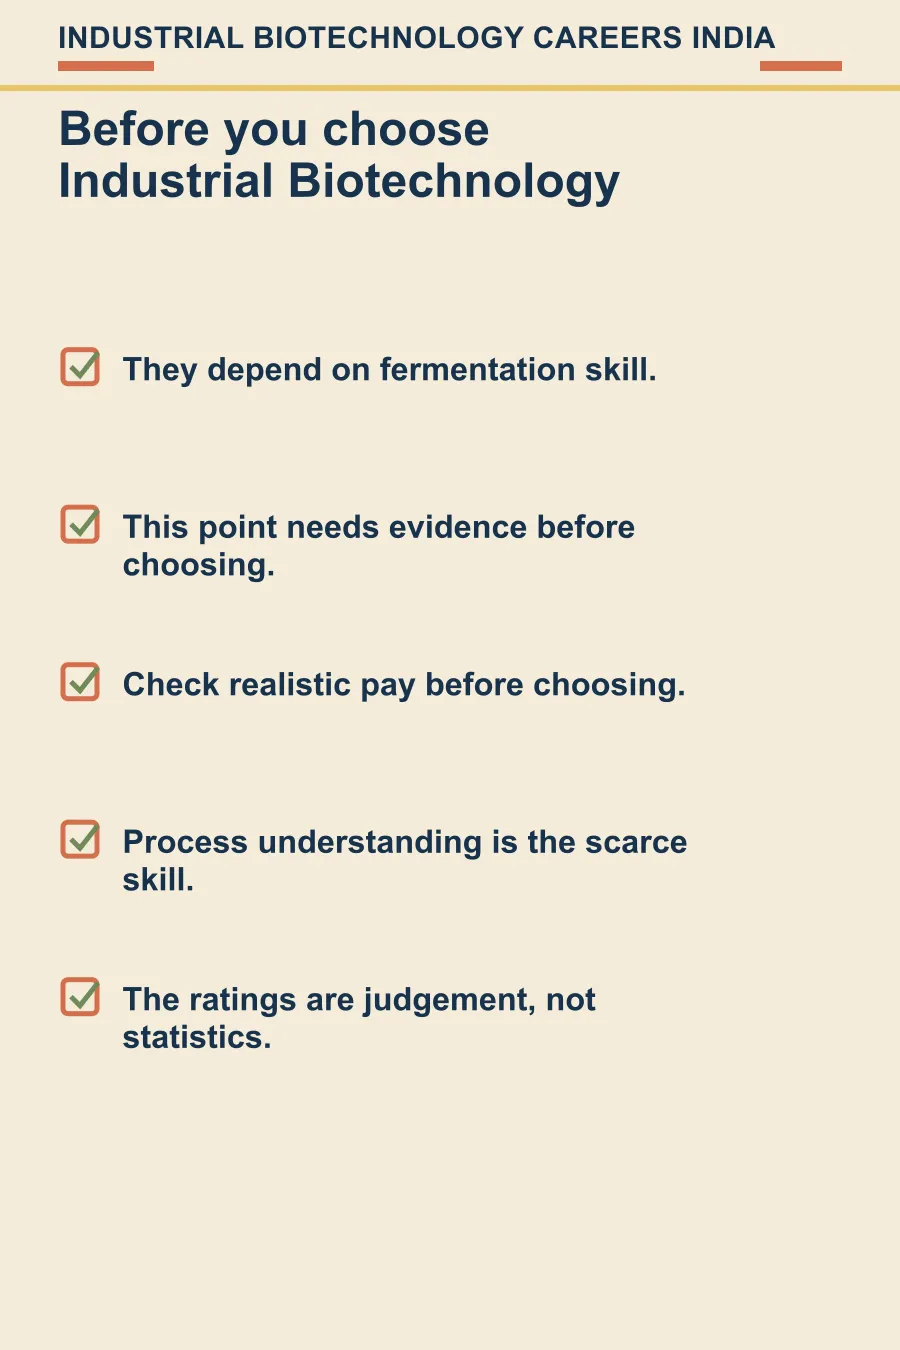 INDUSTRIAL BIOTECHNOLOGY CAREERS INDIA
Before you choose
Industrial Biotechnology
They depend on fermentation skill.
This point needs evidence before
choosing.
Check realistic pay before choosing.
Process understanding is the scarce
skill.
The ratings are judgement, not
statistics.